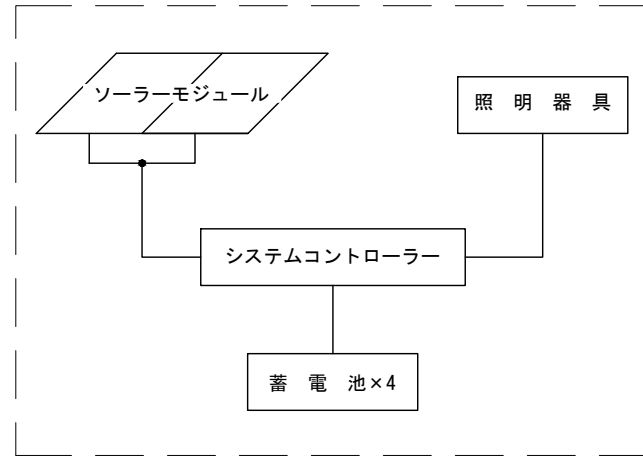 ソーラーモジュール
照 明 器 具
システムコントローラー
蓄 電 池×4